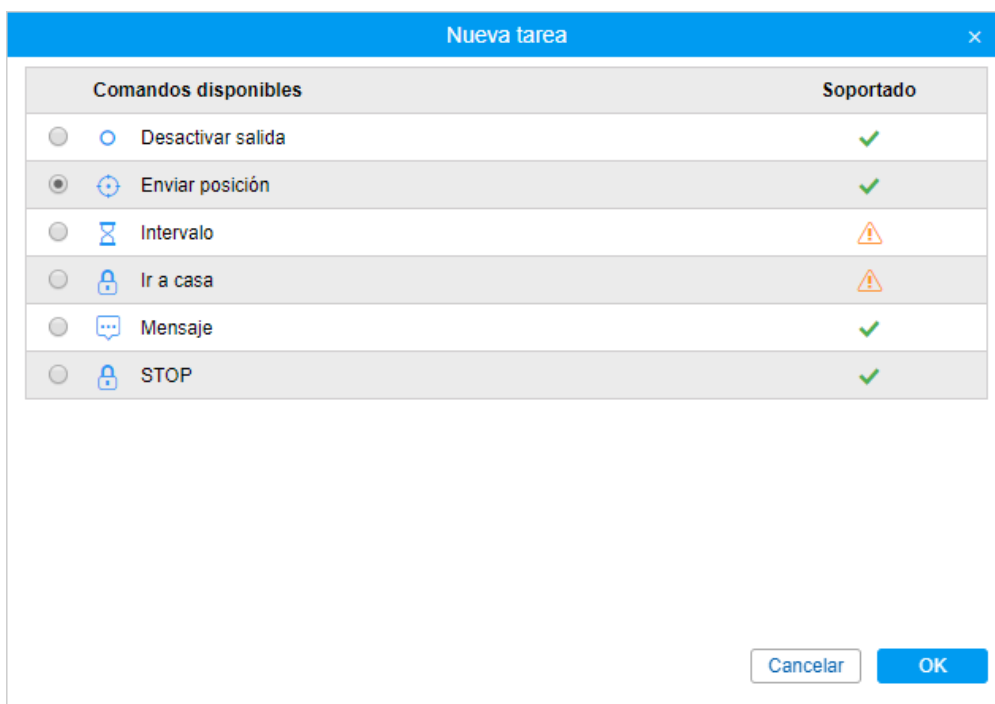 Nueva tarea
Comandos disponibles Soportado
Desactivar salida
Enviar posición
Intervalo
Ir a casa
Mensaje
STOP
Cancelar OK